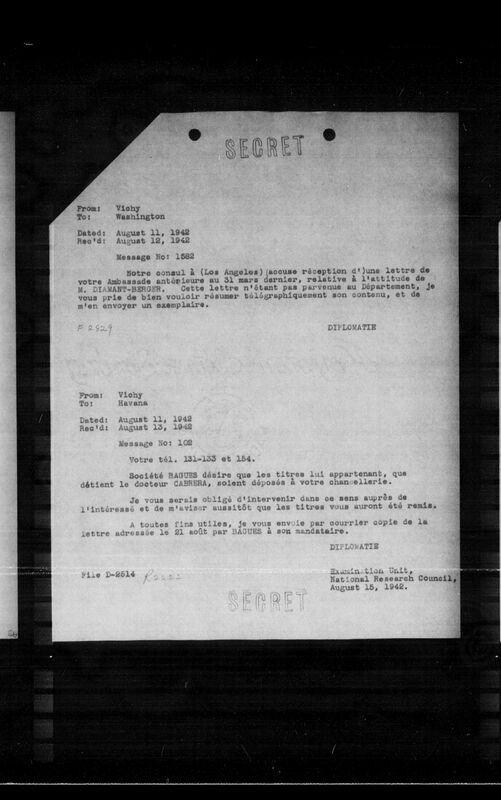 SECRET
From: Vichy
To: Washington
Dated: August 11, 1942
Rec'd: August 12, 1942
Message No: 1582
Notre consul à (Los Angeles) (accuse réception d')une lettre de
votre Ambassade antérieure au 31 mars dernier, relative à l'attitude de
M. DIAMANT-BERGER. Cette lettre n'étant pas parvenue au Département, je
vous prie de bien vouloir résumer télégraphiquement son contenu, et de
m'en envoyer un exemplaire.
F 2829
DIPLOMATIE
From: Vichy
To: Havana
Dated: August 11, 1942
Rec'd: August 13, 1942
Message No: 102
Votre tél. 131-133 et 154.
Société BAGUES désire que les titres lui appartenant, que
détient le docteur CABRERA, soient déposés à votre chancellerie.
Je vous serais obligé d'intervenir dans ce sens auprès de
l'intéressé et de m'aviser aussitôt que les titres vous auront été remis.
A toutes fins utiles, je vous envoie par courrier copie de la
lettre adressée le 21 août par BAGUES à son mandataire.
DIPLOMATIE
File D-2514
Examination Unit,
National Research Council,
August 15, 1942.
SECRET